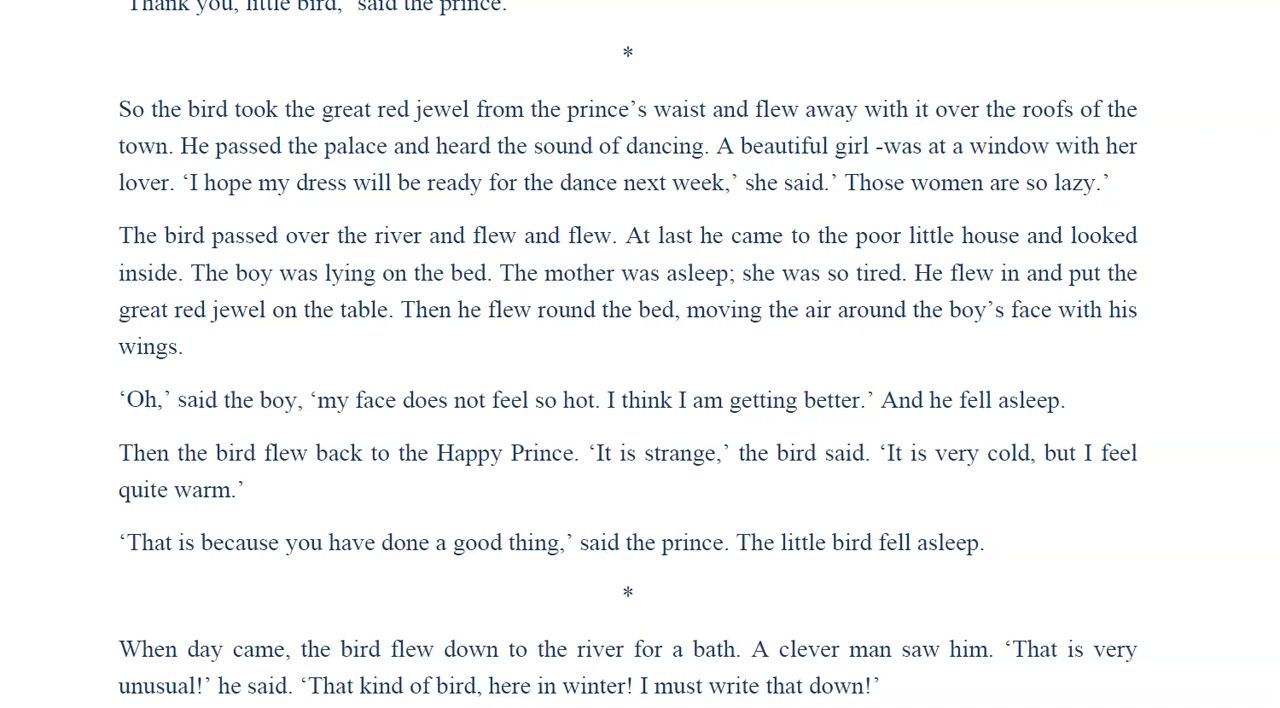 ‘Thank you, little bird,’ said the prince.
*
So the bird took the great red jewel from the prince’s waist and flew away with it over the roofs of the
town. He passed the palace and heard the sound of dancing. A beautiful girl -was at a window with her
lover. ‘I hope my dress will be ready for the dance next week,’ she said.’ Those women are so lazy.’
The bird passed over the river and flew and flew. At last he came to the poor little house and looked
inside. The boy was lying on the bed. The mother was asleep; she was so tired. He flew in and put the
great red jewel on the table. Then he flew round the bed, moving the air around the boy’s face with his
wings.
‘Oh,’ said the boy, ‘my face does not feel so hot. I think I am getting better.’ And he fell asleep.
Then the bird flew back to the Happy Prince. ‘It is strange,’ the bird said. ‘It is very cold, but I feel
quite warm.’
‘That is because you have done a good thing,’ said the prince. The little bird fell asleep.
*
When day came, the bird flew down to the river for a bath. A clever man saw him. ‘That is very
unusual!’ he said. ‘That kind of bird, here in winter! I must write that down!’